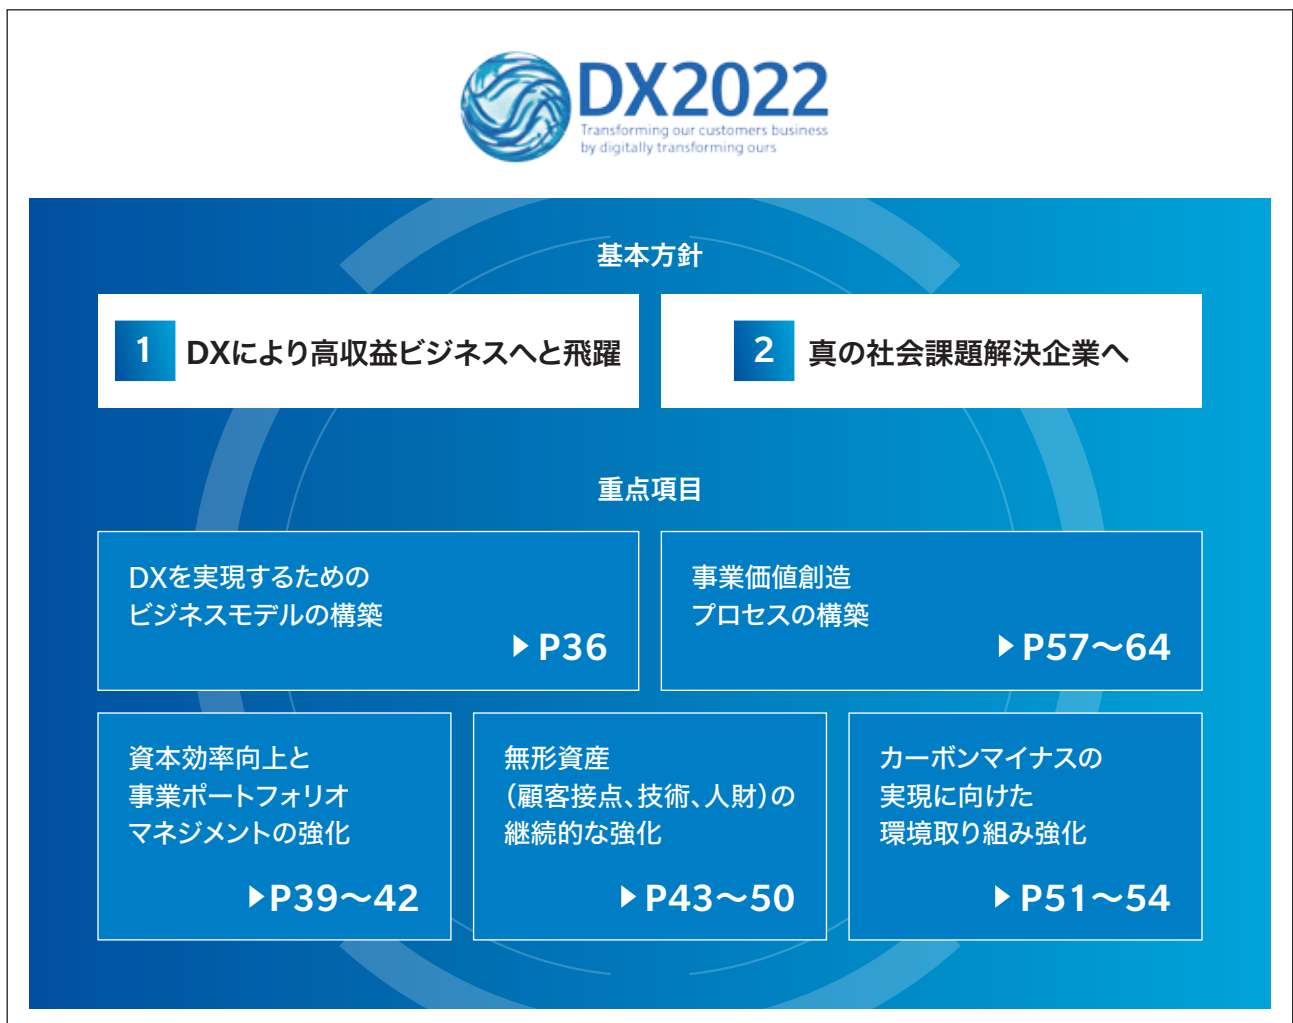 DX2022
Transforming our customers business
by digitally transforming ours
基本方針
1 DXにより高収益ビジネスへと飛躍
2 真の社会課題解決企業へ
重点項目
DXを実現するための
ビジネスモデルの構築
▶P36
事業価値創造
プロセスの構築
▶P57〜64
資本効率向上と
事業ポートフォリオ
マネジメントの強化
▶P39〜42
無形資産
（顧客接点、技術、人財）の
継続的な強化
▶P43〜50
カーボンマイナスの
実現に向けた
環境取り組み強化
▶P51〜54